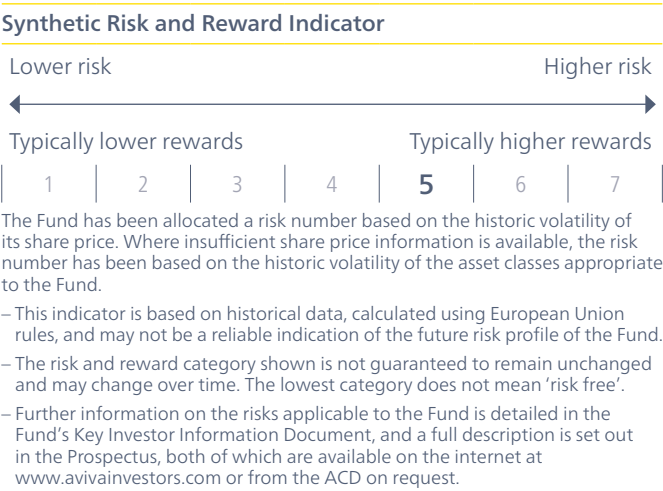 Synthetic Risk and Reward Indicator
Lower risk Higher risk
Typically lower rewards Typically higher rewards
1 2 3 4 5 6 7
The Fund has been allocated a risk number based on the historic volatility of
its share price. Where insufficient share price information is available, the risk
number has been based on the historic volatility of the asset classes appropriate
to the Fund.
– This indicator is based on historical data, calculated using European Union
rules, and may not be a reliable indication of the future risk profile of the Fund.
– The risk and reward category shown is not guaranteed to remain unchanged
and may change over time. The lowest category does not mean ‘risk free’.
– Further information on the risks applicable to the Fund is detailed in the
Fund’s Key Investor Information Document, and a full description is set out
in the Prospectus, both of which are available on the internet at
www.avivainvestors.com or from the ACD on request.